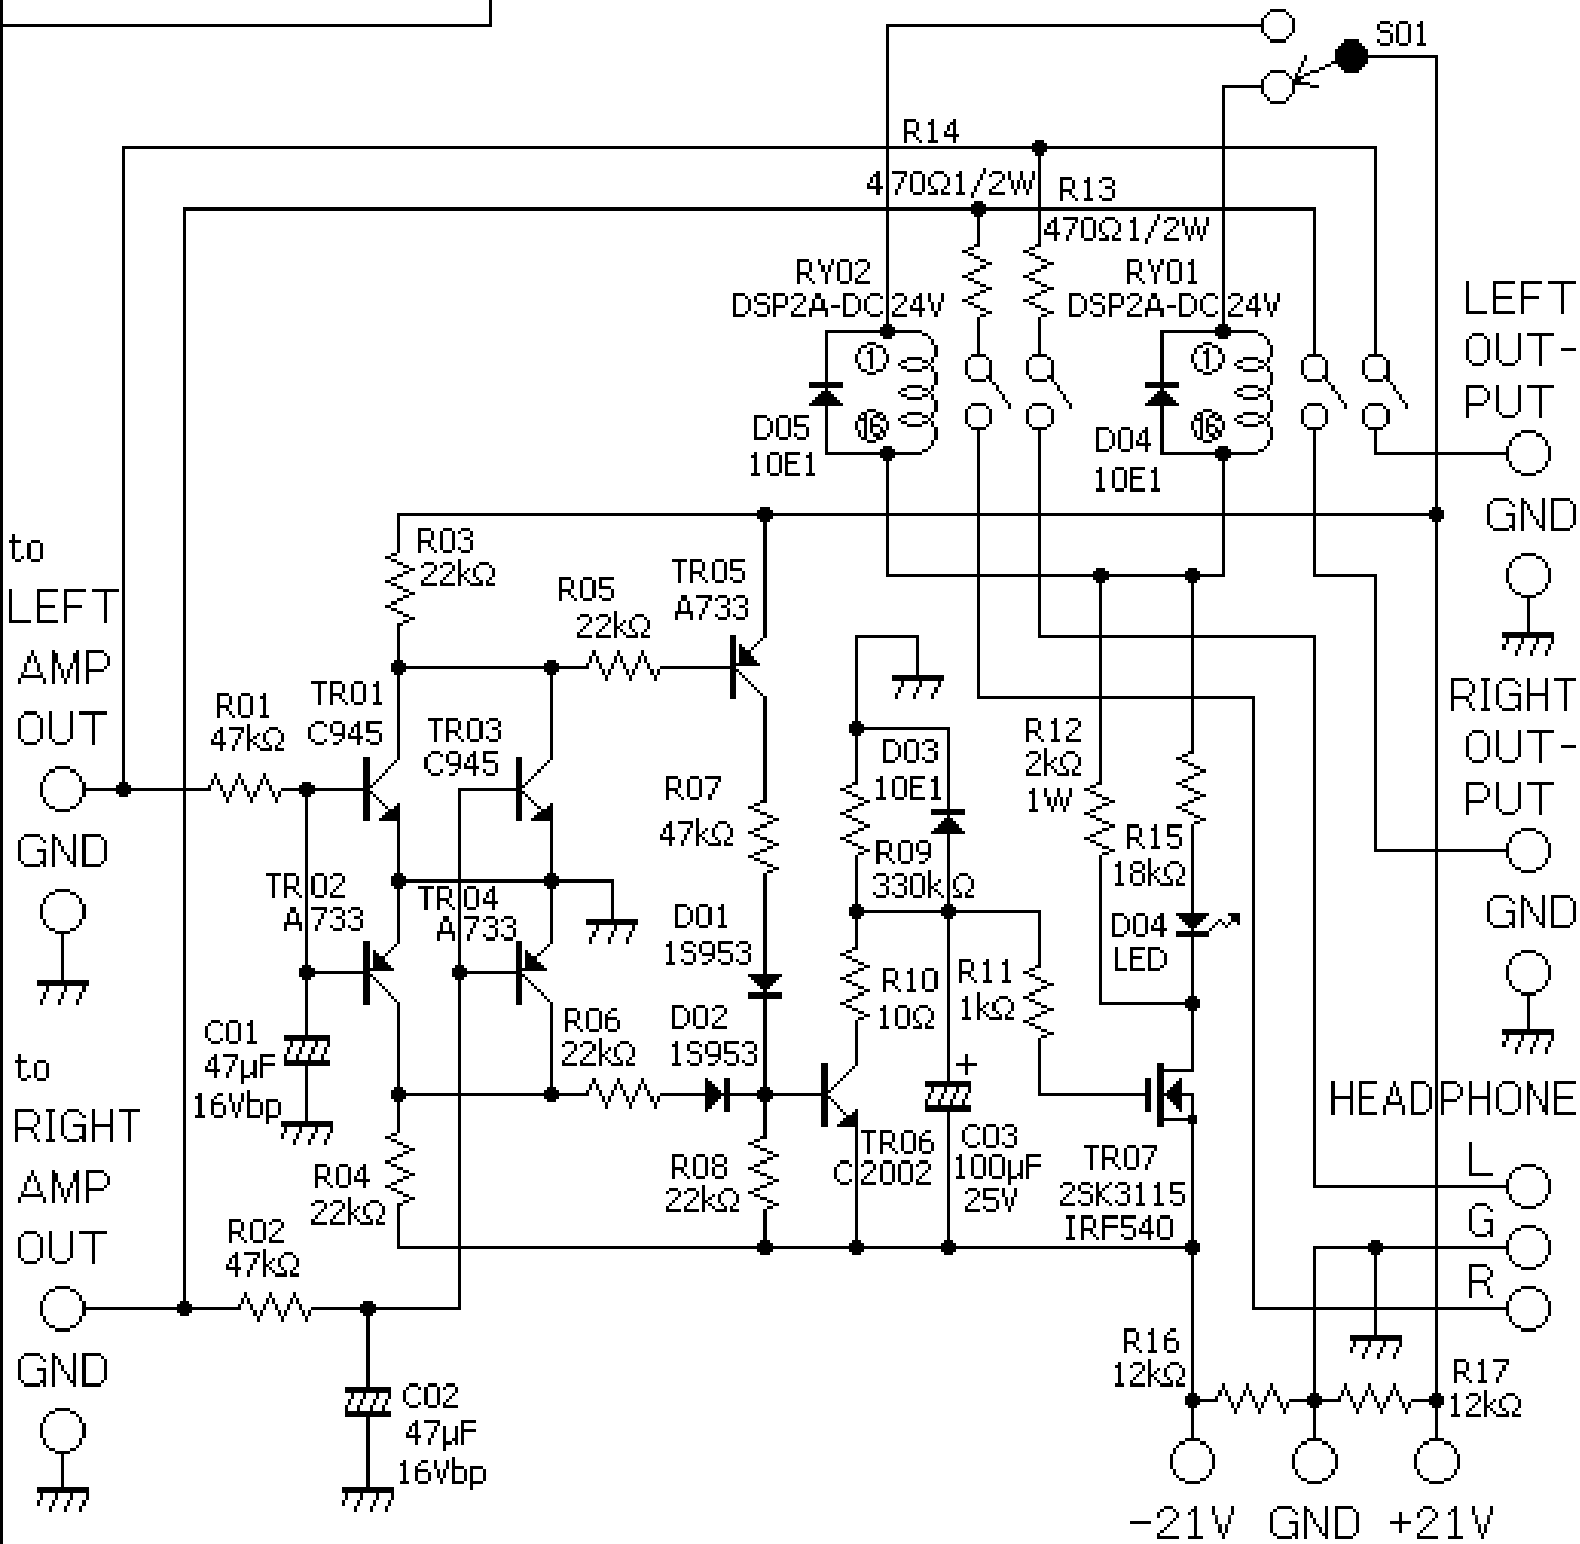 S01
R14
470Ω1/2W
R13
470Ω1/2W
RY02
DSP2A-DC24V
RY01
DSP2A-DC24V
LEFT
OUT-
PUT
1
16
1
16
D05
10E1
D04
10E1
GND
to
LEFT
AMP
OUT
R03
22kΩ
R05
22kΩ
TR05
A733
RIGHT
OUT-
PUT
R01
47kΩ
TR01
C945
TR03
C945
R12
2kΩ
1W
D03
10E1
GND
R07
47kΩ
R09
330kΩ
R15
18kΩ
TR02
A733
TR04
A733
D01
1S953
D04
LED
GND
R10
10Ω
R11
1kΩ
C01
47μF
16Vbp
R06
22kΩ
D02
1S953
to
RIGHT
AMP
OUT
+
HEADPHONE
TR06
C2002
C03
100μF
25V
TR07
2SK3115
IRF540
R04
22kΩ
R08
22kΩ
L
G
R
R02
47kΩ
GND
R16
12kΩ
R17
12kΩ
C02
47μF
16Vbp
-21V GND +21V